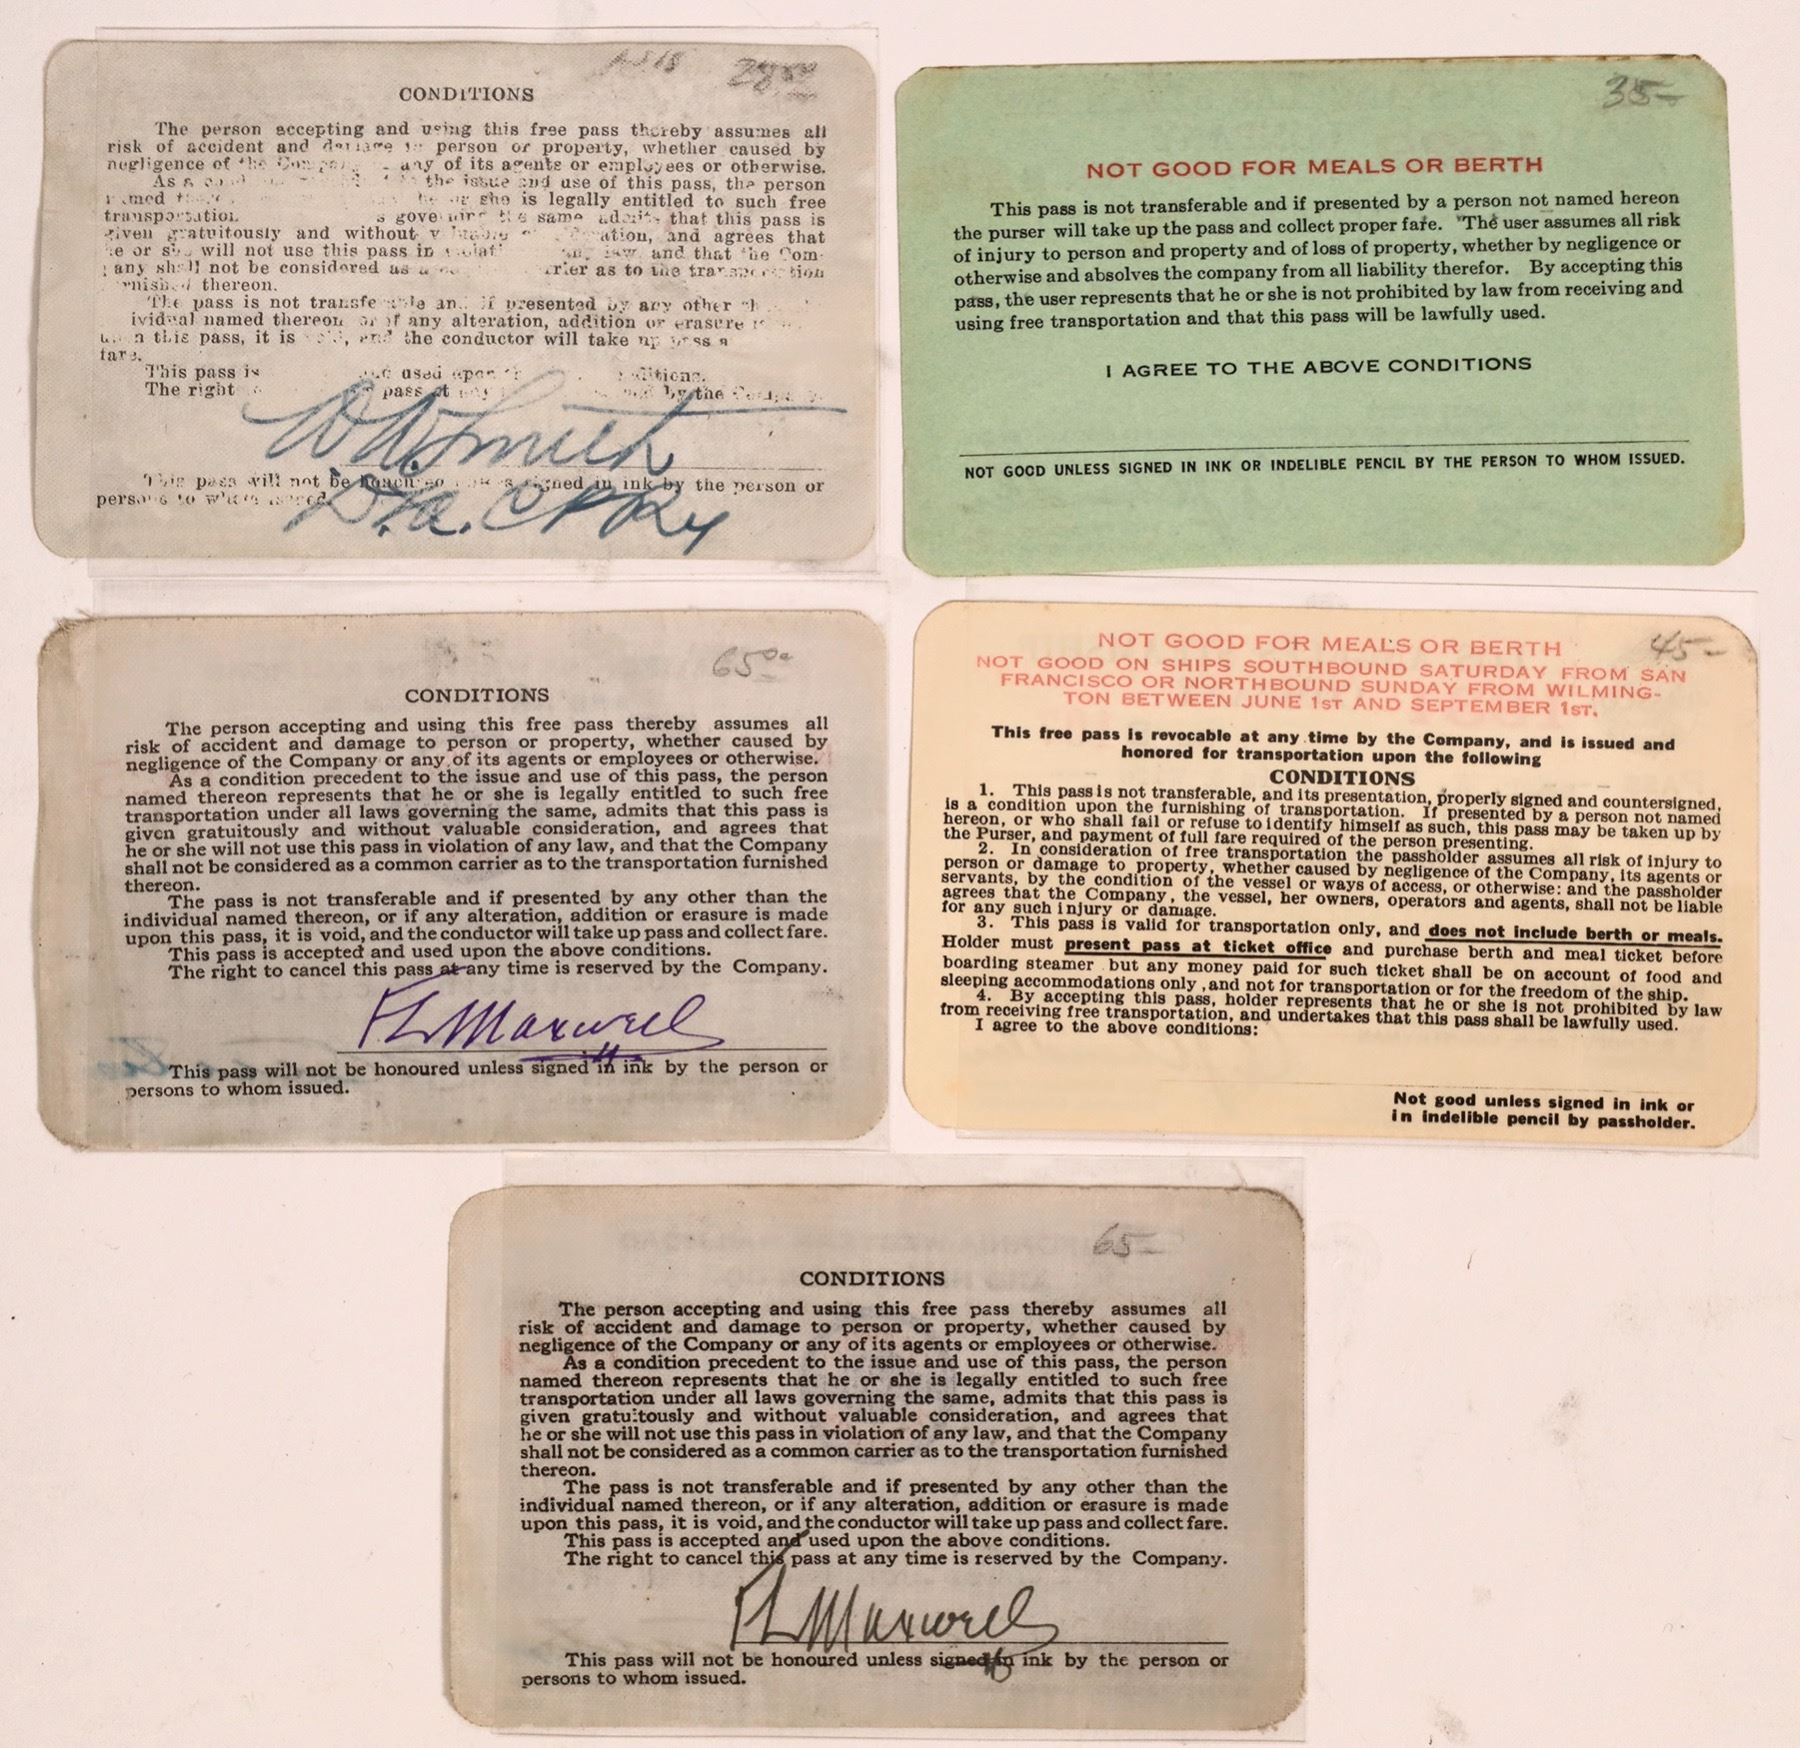 28.50
CONDITIONS
The person accepting and using this free pass thereby assumes all
risk of accident and person or property, whether caused by
negligence of any of its agents or employees or otherwise.
As a the issue and use of this pass, the person
she is legally entitled to such free
transportation the same that this pass is
given gratuitously and without and agrees that
he or she will not use this pass in and that the Com-
any shall not be considered as as to the
thereon.
The pass is not if presented by any other
named thereon or if any alteration, addition or erasure
this pass, it is and the conductor will take
fare.
This pass is used upon
The right pass at by the
W W Smith
This pass will not be signed in ink by the person or
persons to
D.F.A. C P Ry
35-
NOT GOOD FOR MEALS OR BERTH
This pass is not transferable and if presented by a person not named hereon
the purser will take up the pass and collect proper fare. The user assumes all risk
of injury to person and property and of loss of property, whether by negligence or
otherwise and absolves the company from all liability therefor. By accepting this
pass, the user represents that he or she is not prohibited by law from receiving and
using free transportation and that this pass will be lawfully used.
I AGREE TO THE ABOVE CONDITIONS
NOT GOOD UNLESS SIGNED IN INK OR INDELIBLE PENCIL BY THE PERSON TO WHOM ISSUED.
65.00
CONDITIONS
The person accepting and using this free pass thereby assumes all
risk of accident and damage to person or property, whether caused by
negligence of the Company or any of its agents or employees or otherwise.
As a condition precedent to the issue and use of this pass, the person
named thereon represents that he or she is legally entitled to such free
transportation under all laws governing the same, admits that this pass is
given gratuitously and without valuable consideration, and agrees that
he or she will not use this pass in violation of any law, and that the Company
shall not be considered as a common carrier as to the transportation furnished
thereon.
The pass is not transferable and if presented by any other than the
individual named thereon, or if any alteration, addition or erasure is made
upon this pass, it is void, and the conductor will take up pass and collect fare.
This pass is accepted and used upon the above conditions.
The right to cancel this pass at any time is reserved by the Company.
F L Maxwell
This pass will not be honoured unless signed in ink by the person or
persons to whom issued.
45-
NOT GOOD FOR MEALS OR BERTH
NOT GOOD ON SHIPS SOUTHBOUND SATURDAY FROM SAN
FRANCISCO OR NORTHBOUND SUNDAY FROM WILMING-
TON BETWEEN JUNE 1ST AND SEPTEMBER 1ST.
This free pass is revocable at any time by the Company, and is issued and
honored for transportation upon the following
CONDITIONS
1. This pass is not transferable, and its presentation, properly signed and countersigned,
is a condition upon the furnishing of transportation. If presented by a person not named
hereon, or who shall fail or refuse to identify himself as such, this pass may be taken up by
the Purser, and payment of full fare required of the person presenting.
2. In consideration of free transportation the passholder assumes all risk of injury to
person or damage to property, whether caused by negligence of the Company, its agents or
servants, by the condition of the vessel or ways of access, or otherwise: and the passholder
agrees that the Company, the vessel, her owners, operators and agents, shall not be liable
for any such injury or damage.
3. This pass is valid for transportation only, and does not include berth or meals.
Holder must present pass at ticket office and purchase berth and meal ticket before
boarding steamer but any money paid for such ticket shall be on account of food and
sleeping accommodations only, and not for transportation or for the freedom of the ship.
4. By accepting this pass, holder represents that he or she is not prohibited by law
from receiving free transportation, and undertakes that this pass shall be lawfully used.
I agree to the above conditions:
Not good unless signed in ink or
in indelible pencil by passholder.
65-
CONDITIONS
The person accepting and using this free pass thereby assumes all
risk of accident and damage to person or property, whether caused by
negligence of the Company or any of its agents or employees or otherwise.
As a condition precedent to the issue and use of this pass, the person
named thereon represents that he or she is legally entitled to such free
transportation under all laws governing the same, admits that this pass is
given gratuitously and without valuable consideration, and agrees that
he or she will not use this pass in violation of any law, and that the Company
shall not be considered as a common carrier as to the transportation furnished
thereon.
The pass is not transferable and if presented by any other than the
individual named thereon, or if any alteration, addition or erasure is made
upon this pass, it is void, and the conductor will take up pass and collect fare.
This pass is accepted and used upon the above conditions.
The right to cancel this pass at any time is reserved by the Company.
F L Maxwell
This pass will not be honoured unless signed in ink by the person or
persons to whom issued.